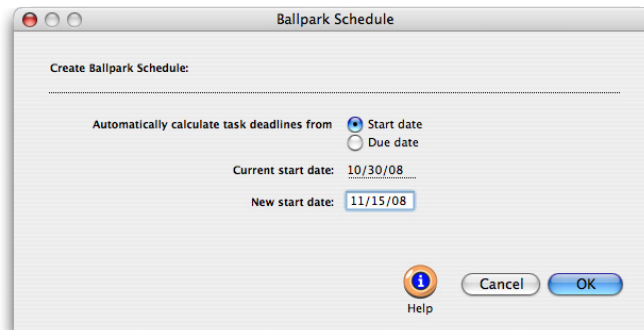 Ballpark Schedule
Create Ballpark Schedule:
Automatically calculate task deadlines from Start date
Due date
Current start date: 10/30/08
New start date: 11/15/08
Cancel OK
Help